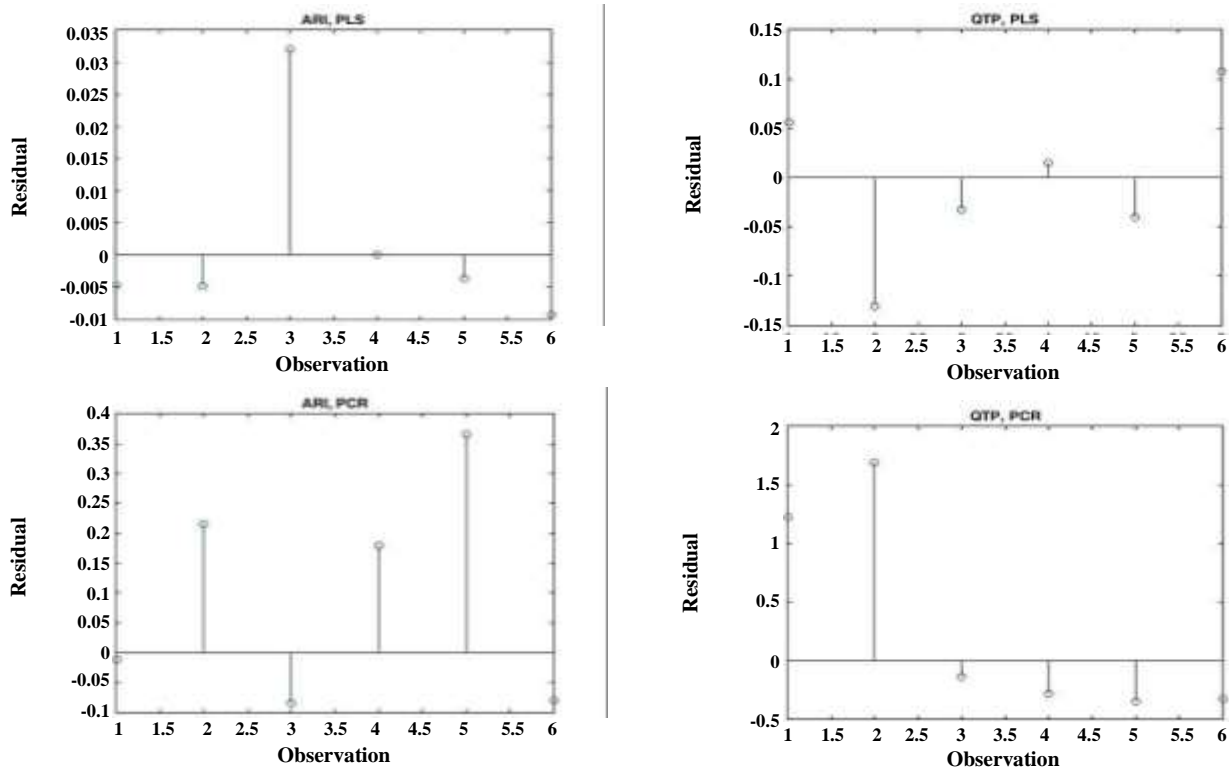 ARI, PLS
Residual
0.035
0.03
0.025
0.02
0.015
0.01
0.005
0
-0.005
-0.01
1 1.5 2 2.5 3 3.5 4 4.5 5 5.5 6
Observation
QTP, PLS
Residual
0.15
0.1
0.05
0
-0.05
-0.1
-0.15
1 1.5 2 2.5 3 3.5 4 4.5 5 5.5 6
Observation
ARI, PCR
Residual
0.4
0.35
0.3
0.25
0.2
0.15
0.1
0.05
0
-0.05
-0.1
1 1.5 2 2.5 3 3.5 4 4.5 5 5.5 6
Observation
QTP, PCR
Residual
2
1.5
1
0.5
0
-0.5
1 1.5 2 2.5 3 3.5 4 4.5 5 5.5 6
Observation